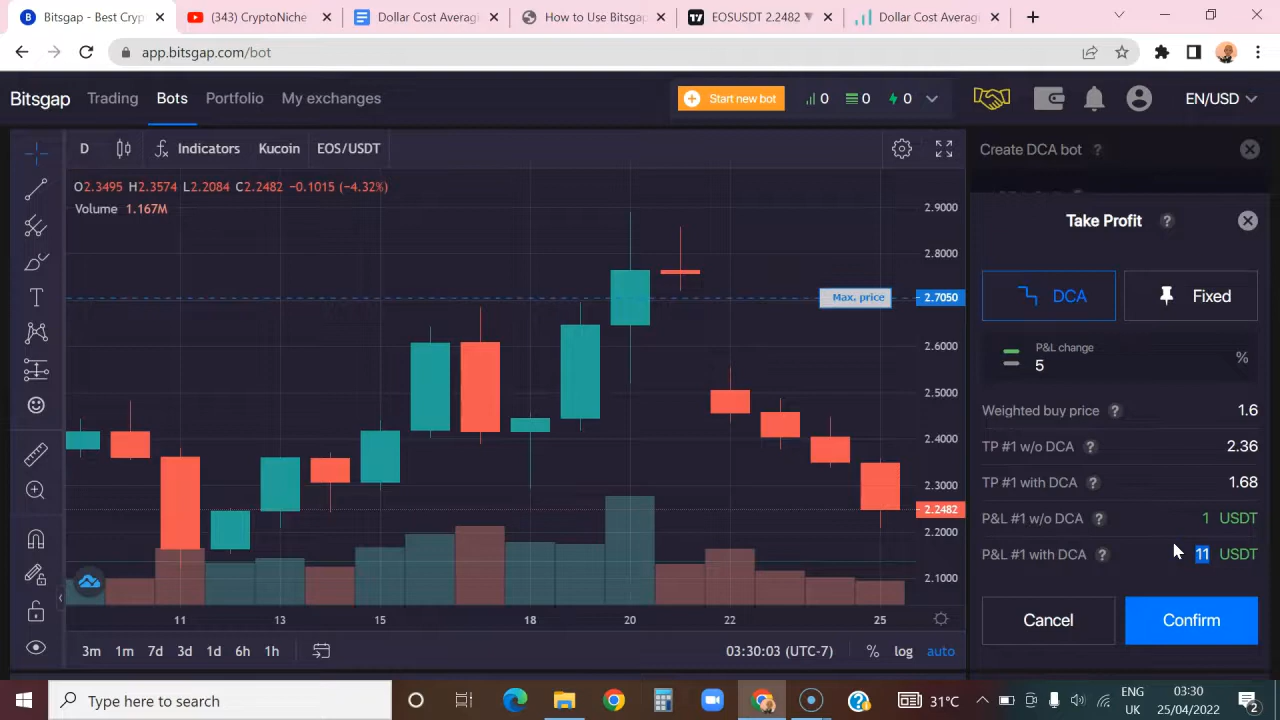 Bitsgap - Best Cryp
(343) CryptoNiche
Dollar Cost Averagi
How to Use Bitsgap
EOSUSDT 2.2482 ▼
Dollar Cost Averagi
app.bitsgap.com/bot
Bitsgap
Trading
Bots
Portfolio
My exchanges
Start new bot
0
0
0
EN/USD
D
Indicators
Kucoin
EOS/USDT
Create DCA bot ?
O2.3495 H2.3574 L2.2084 C2.2482 −0.1015 (−4.32%)
Volume 1.167M
2.9000
2.8000
Max. price
2.7050
2.6000
2.5000
2.4000
2.3000
2.2482
2.2000
2.1000
11
13
15
18
20
22
25
3m
1m
7d
3d
1d
6h
1h
03:30:03 (UTC-7)
%
log
auto
Take Profit ?
DCA
Fixed
P&L change
5
%
Weighted buy price ? 1.6
TP #1 w/o DCA ? 2.36
TP #1 with DCA ? 1.68
P&L #1 w/o DCA ? 1 USDT
P&L #1 with DCA ? 11 USDT
Cancel
Confirm
Type here to search
31°C
ENG
UK
03:30
25/04/2022
2